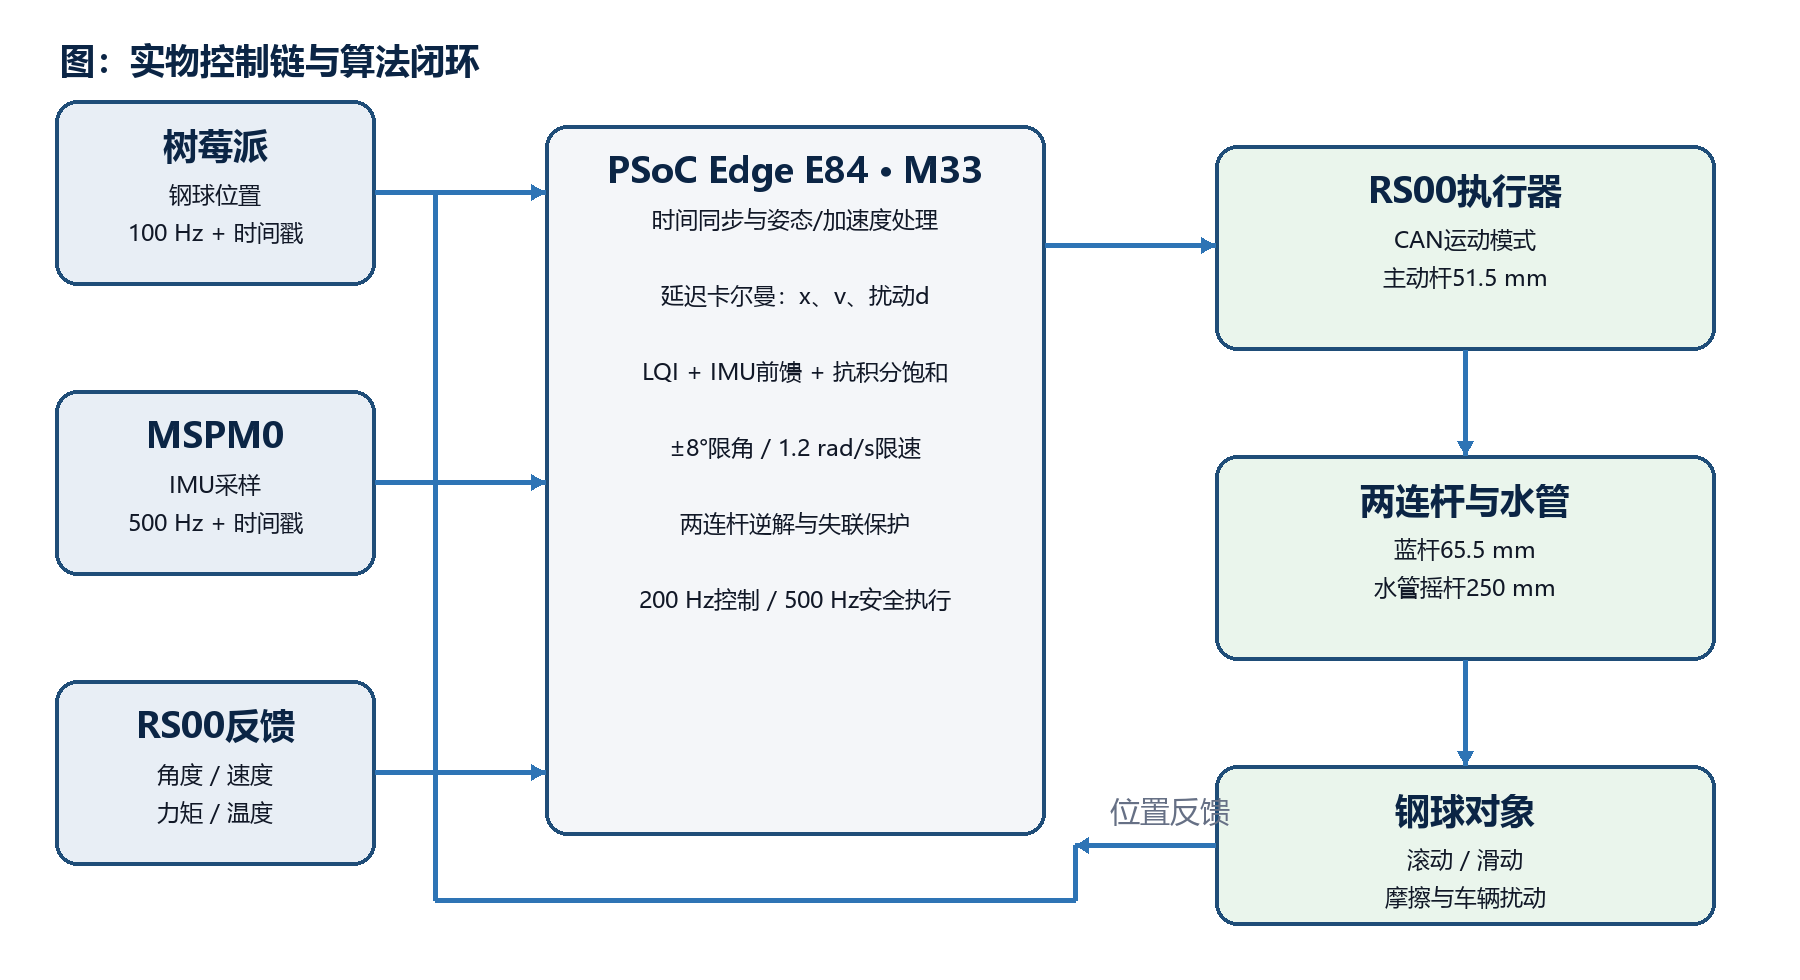 图：实物控制链与算法闭环
树莓派
钢球位置
100 Hz + 时间戳
MSPM0
IMU采样
500 Hz + 时间戳
RS00反馈
角度 / 速度
力矩 / 温度
PSoC Edge E84 • M33
时间同步与姿态/加速度处理
延迟卡尔曼：x、v、扰动d
LQI + IMU前馈 + 抗积分饱和
±8°限角 / 1.2 rad/s限速
两连杆逆解与失联保护
200 Hz控制 / 500 Hz安全执行
RS00执行器
CAN运动模式
主动杆51.5 mm
两连杆与水管
蓝杆65.5 mm
水管摇杆250 mm
位置反馈
钢球对象
滚动 / 滑动
摩擦与车辆扰动